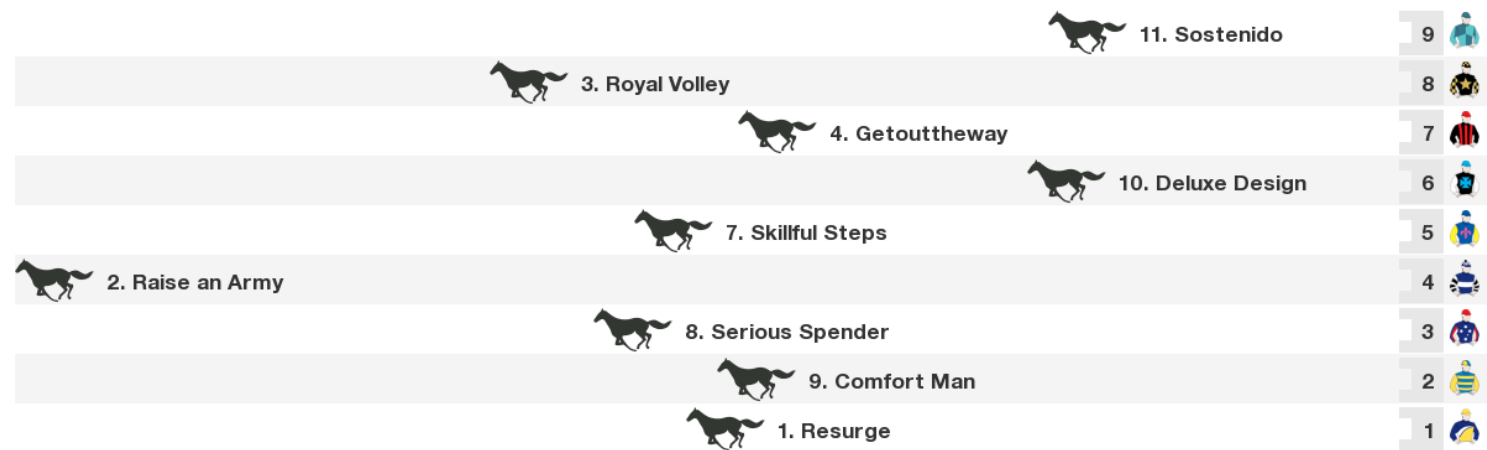 11. Sostenido 9
3. Royal Volley 8
4. Getouttheway 7
10. Deluxe Design 6
7. Skillful Steps 5
2. Raise an Army 4
8. Serious Spender 3
9. Comfort Man 2
1. Resurge 1